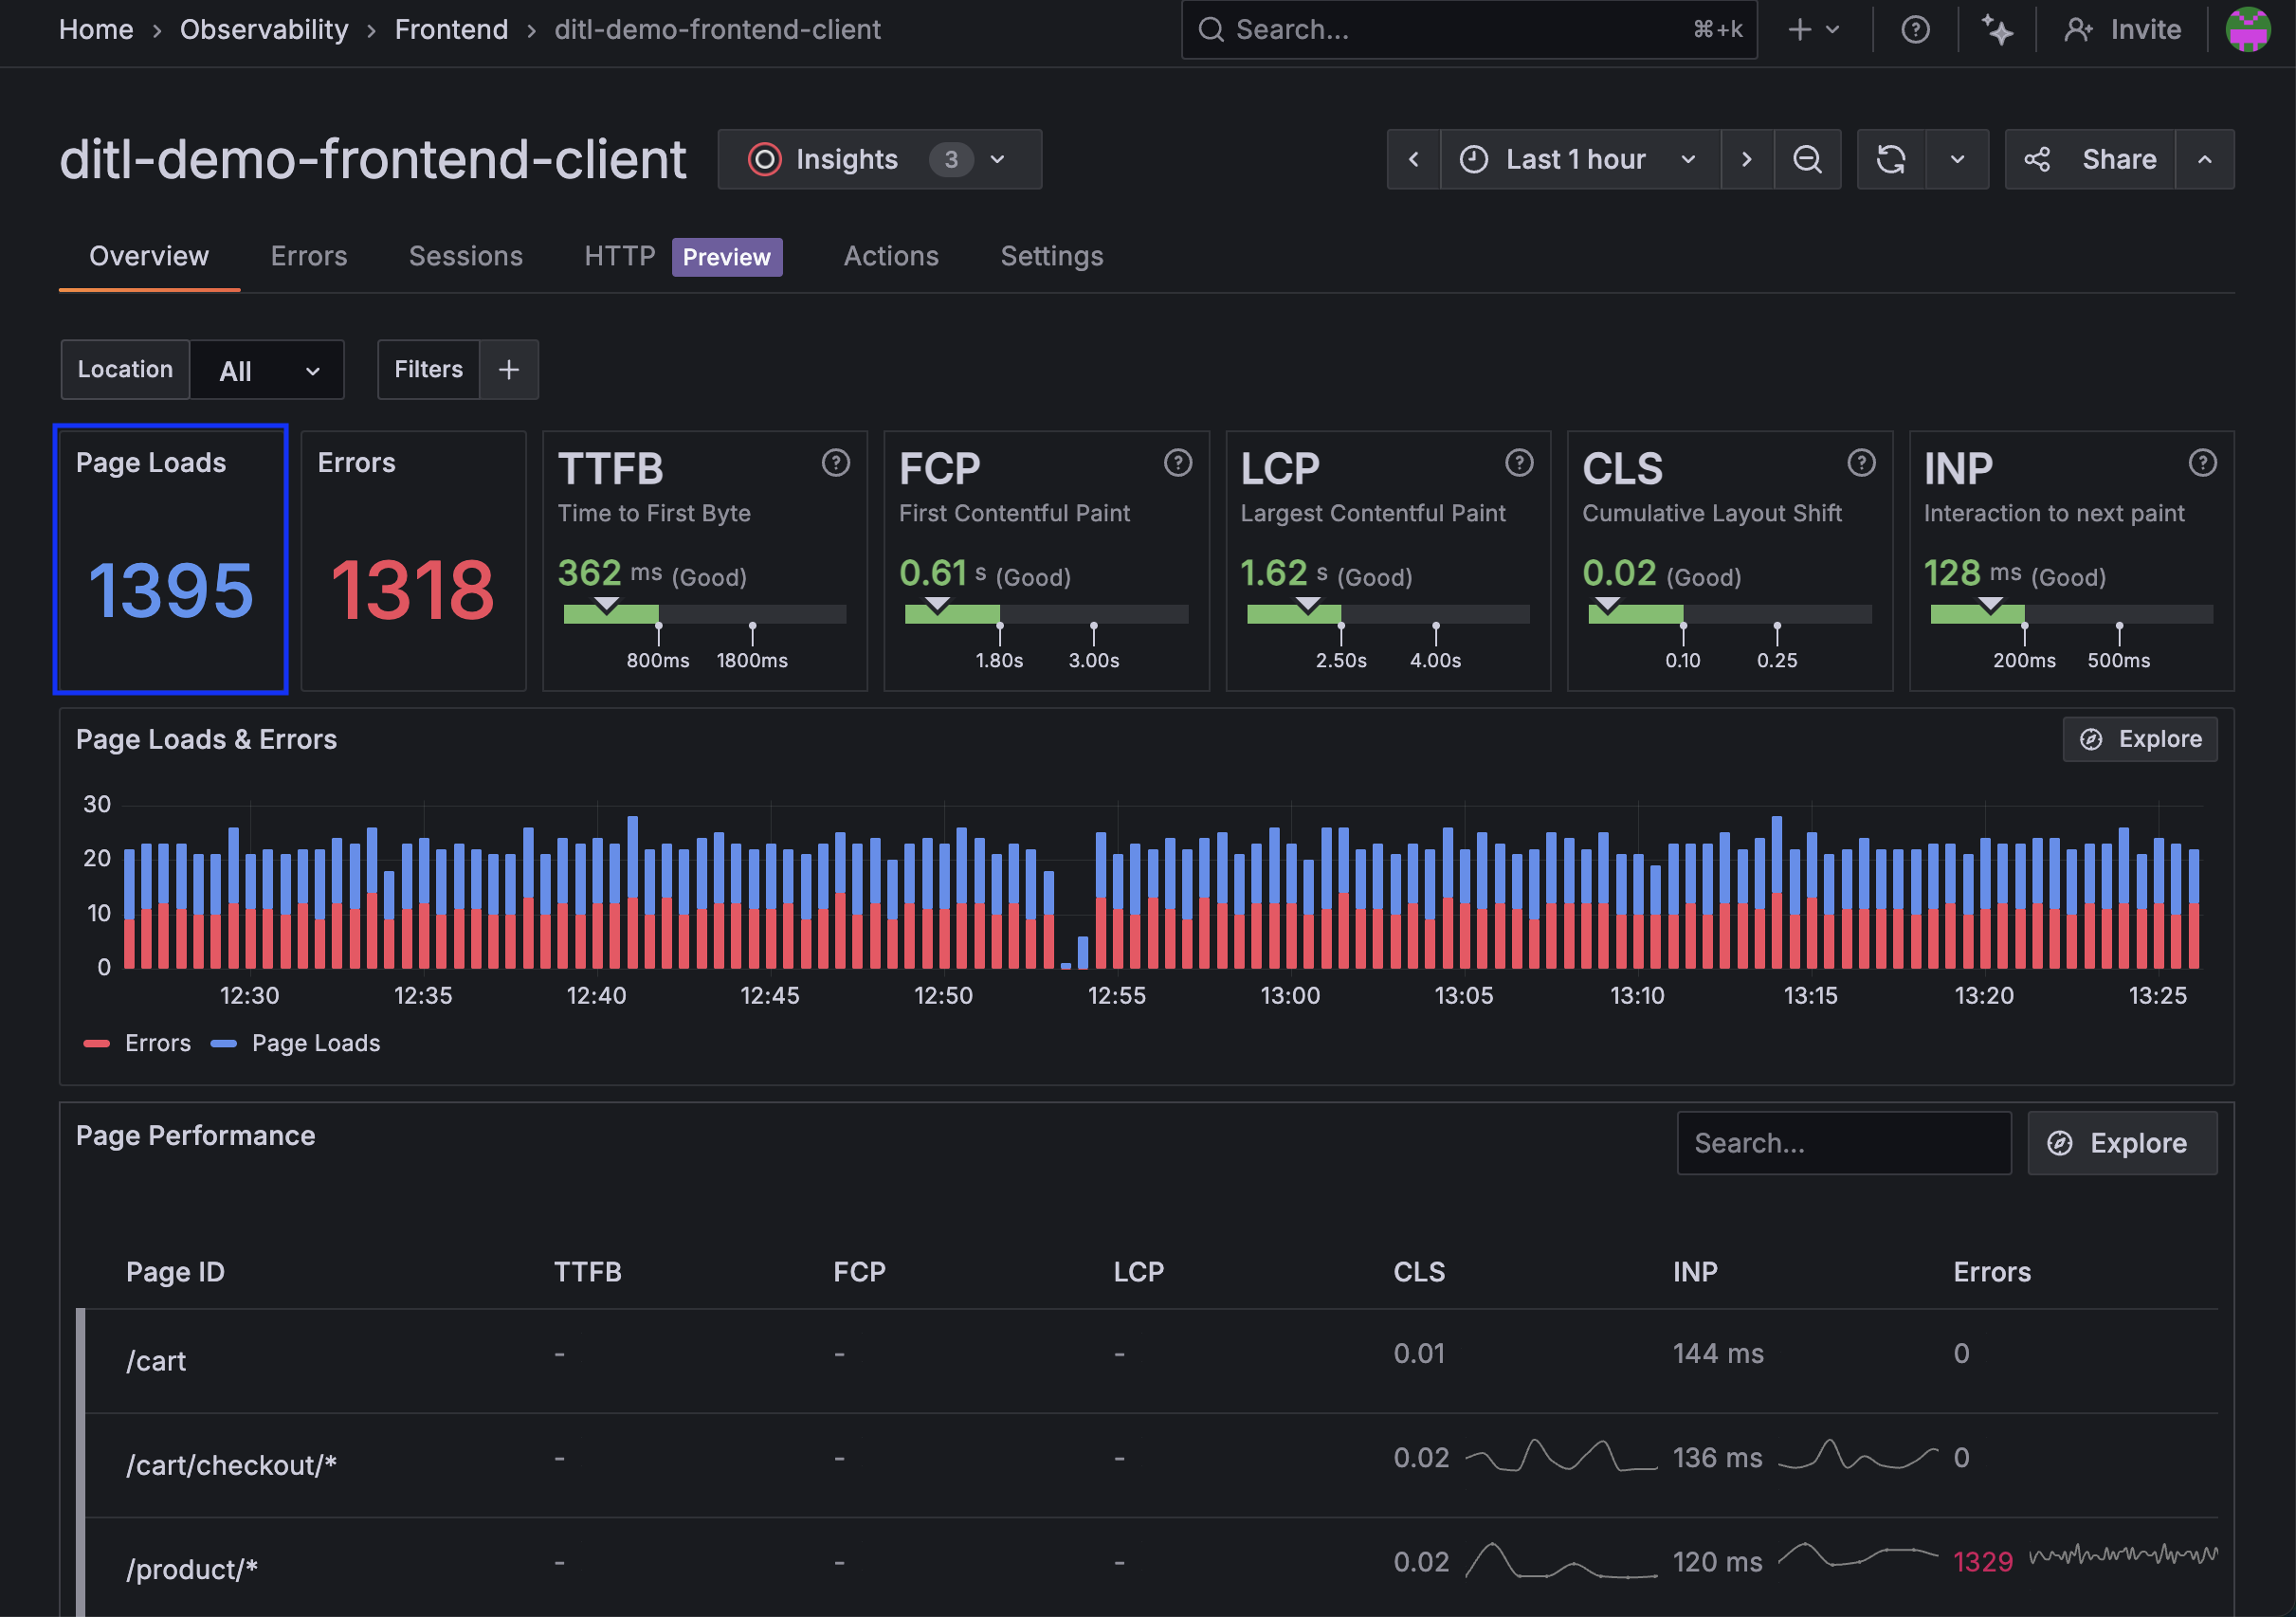 Home › Observability › Frontend › ditl-demo-frontend-client
Search... ⌘+k
Invite
ditl-demo-frontend-client
Insights 3
Last 1 hour
Share
Overview Errors Sessions HTTP Preview Actions Settings
Location All
Filters +
Page Loads
1395
Errors
1318
TTFB
Time to First Byte
362 ms (Good)
800ms 1800ms
FCP
First Contentful Paint
0.61 s (Good)
1.80s 3.00s
LCP
Largest Contentful Paint
1.62 s (Good)
2.50s 4.00s
CLS
Cumulative Layout Shift
0.02 (Good)
0.10 0.25
INP
Interaction to next paint
128 ms (Good)
200ms 500ms
Page Loads & Errors
Explore
30
20
10
0
12:30 12:35 12:40 12:45 12:50 12:55 13:00 13:05 13:10 13:15 13:20 13:25
Errors Page Loads
Page Performance
Search...
Explore
Page ID TTFB FCP LCP CLS INP Errors
/cart - - - 0.01 144 ms 0
/cart/checkout/* - - - 0.02 136 ms 0
/product/* - - - 0.02 120 ms 1329